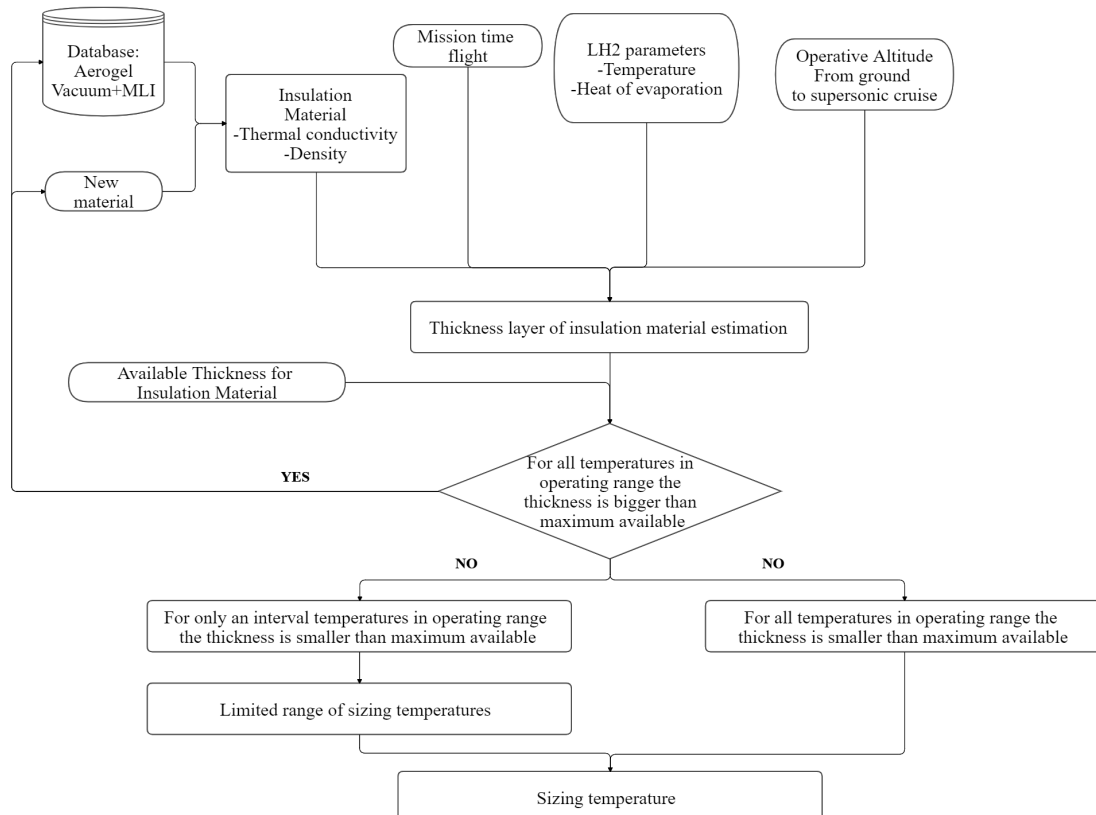 Database:
Aerogel
Vacuum+MLI
New
material
Insulation
Material
-Thermal conductivity
-Density
Mission time
flight
LH2 parameters
-Temperature
-Heat of evaporation
Operative Altitude
From ground
to supersonic cruise
Thickness layer of insulation material estimation
Available Thickness for
Insulation Material
For all temperatures in
operating range the
thickness is bigger than
maximum available
YES
NO
NO
For only an interval temperatures in operating range
the thickness is smaller than maximum available
For all temperatures in operating range the
thickness is smaller than maximum available
Limited range of sizing temperatures
Sizing temperature